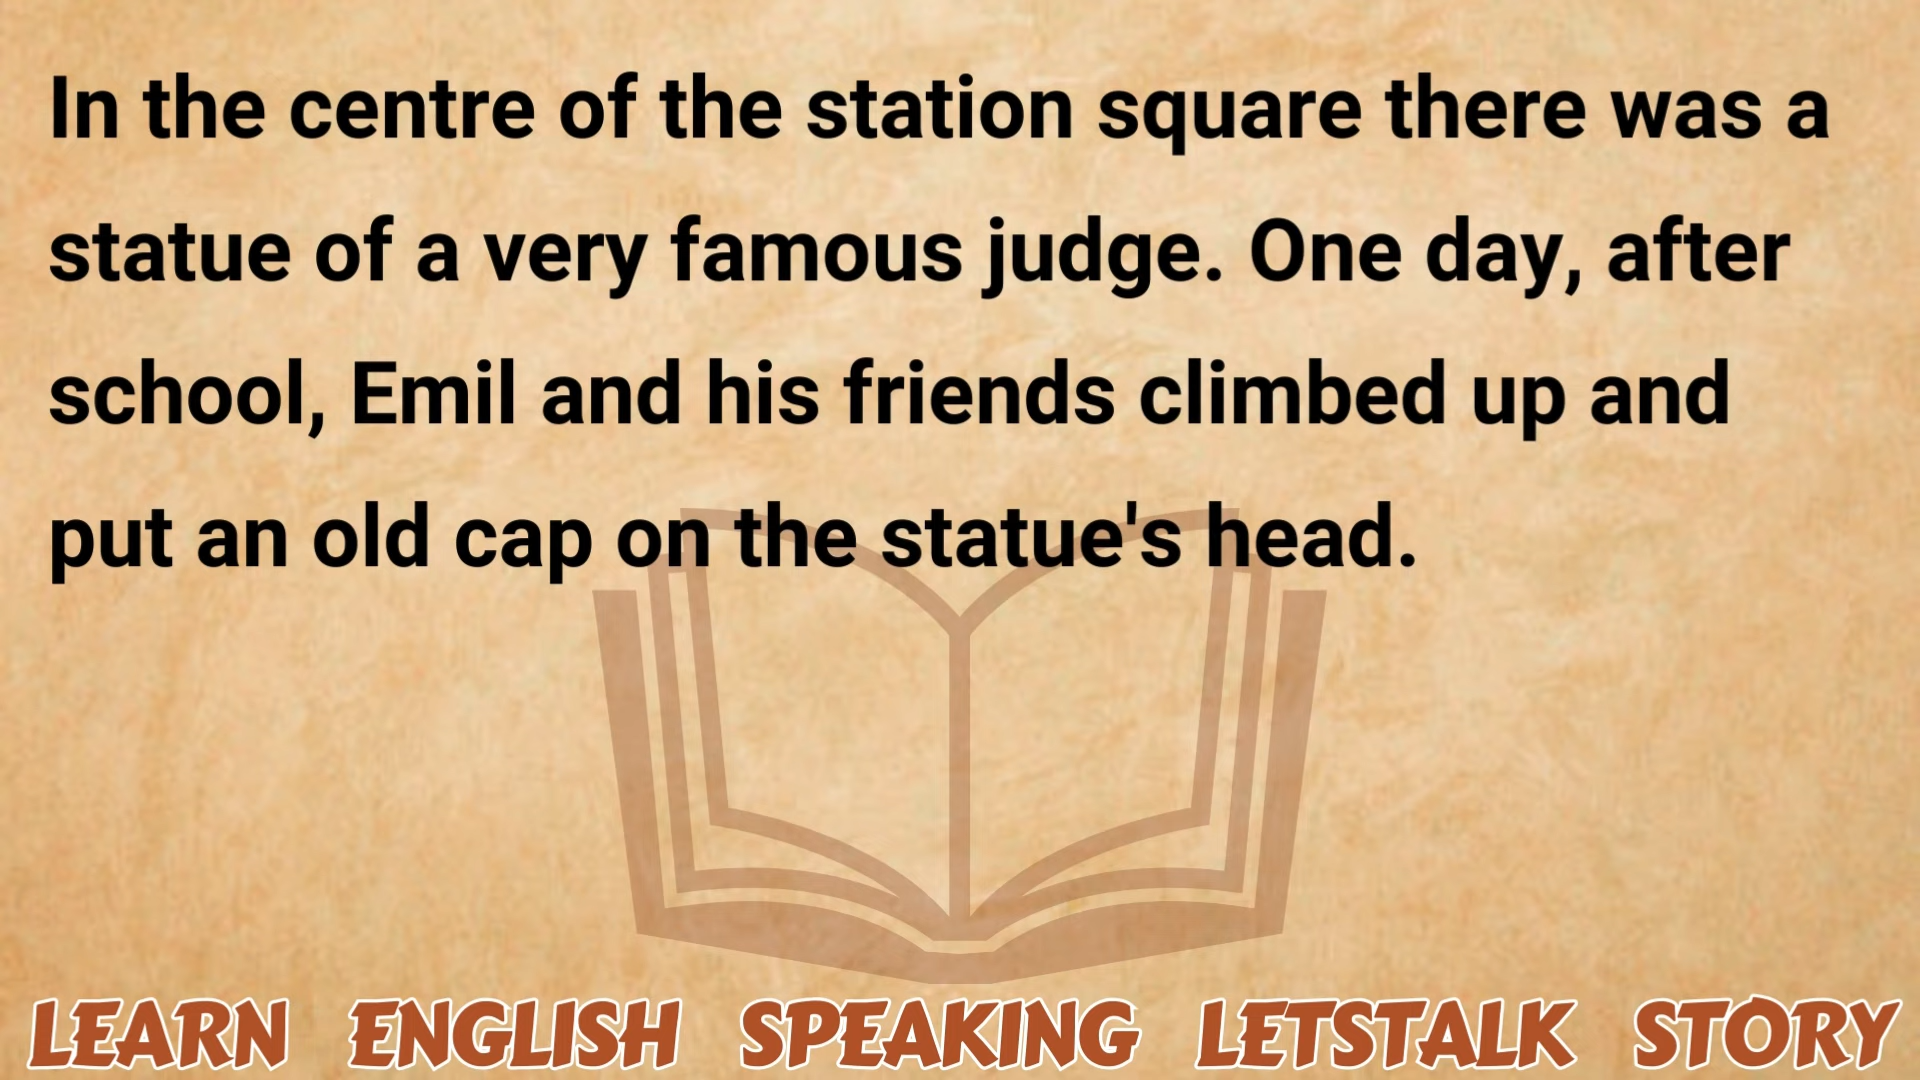 In the centre of the station square there was a
statue of a very famous judge. One day, after
school, Emil and his friends climbed up and
put an old cap on the statue's head.
LEARN ENGLISH SPEAKING LETSTALK STORY